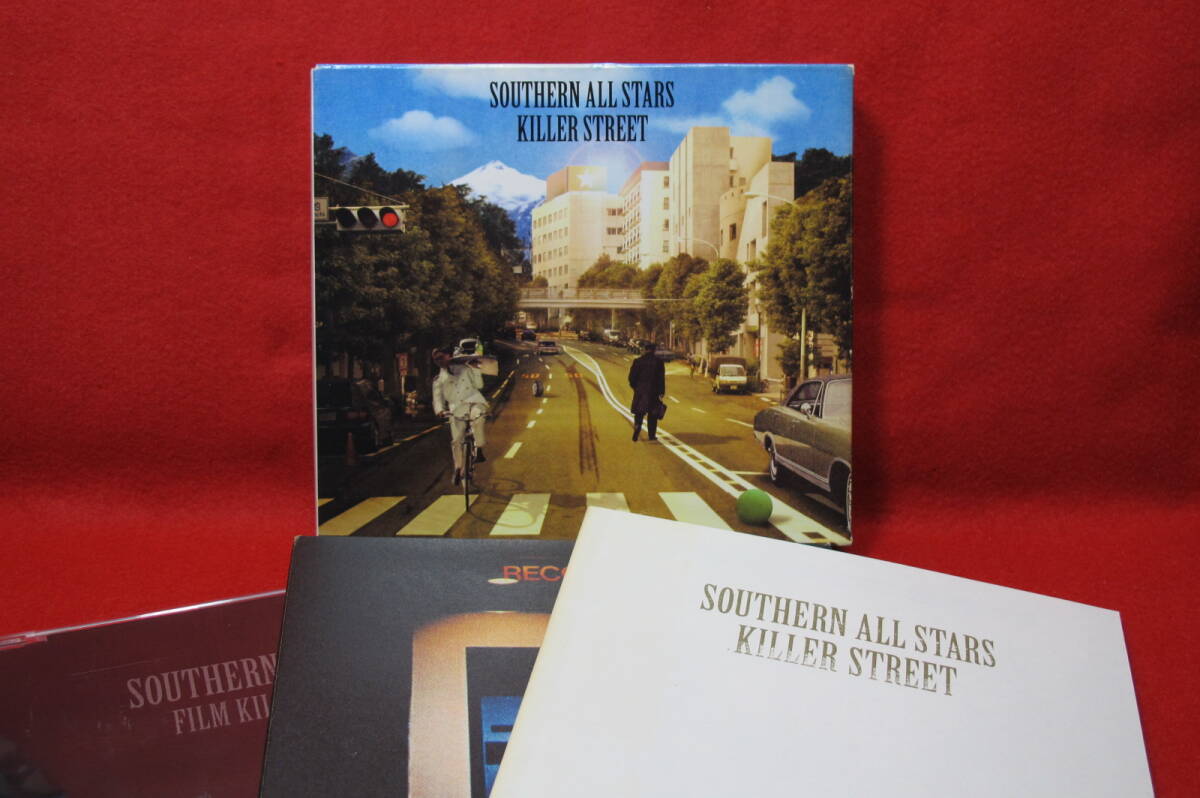 SOUTHERN ALL STARS
KILLER STREET
RECO
SOUTHERN ALL STARS
KILLER STREET
SOUTHERN
FILM KIL